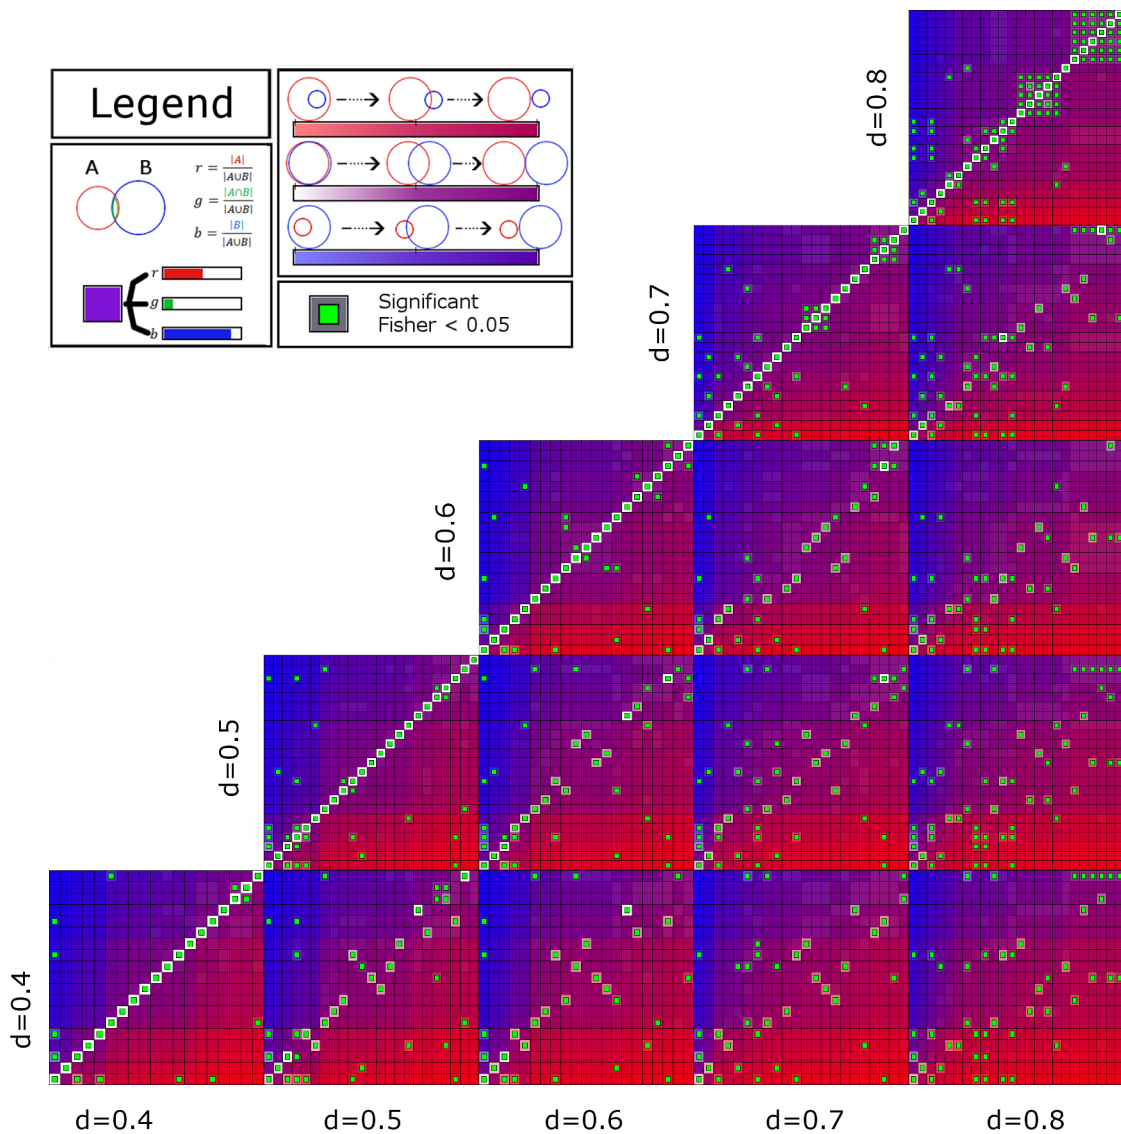 Legend
A B
r = |A| / |A∪B|
g = |A∩B| / |A∪B|
b = |B| / |A∪B|
r
g
b
Significant
Fisher < 0.05
d=0.8
d=0.7
d=0.6
d=0.5
d=0.4
d=0.4 d=0.5 d=0.6 d=0.7 d=0.8